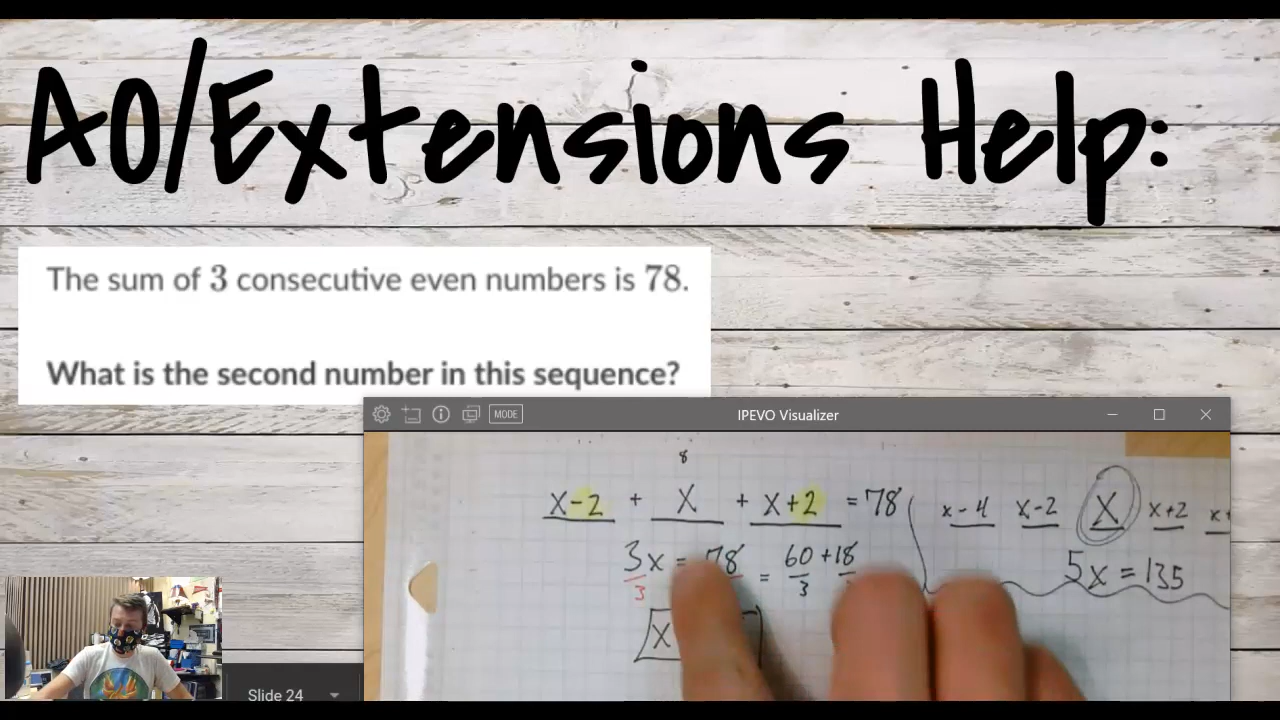 AO/Extensions Help:
The sum of 3 consecutive even numbers is 78.
What is the second number in this sequence?
MODE
IPEVO Visualizer
8
x-2 + x + x+2 = 78
3x = 78 = 60 + 18
3 3
x
x-4 x-2 x x+2
5x = 135
Slide 24